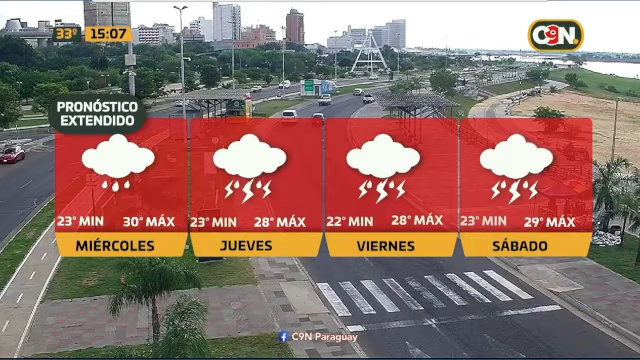 33° 15:07
C9N
PRONÓSTICO
EXTENDIDO
23° MIN 30° MÁX
MIÉRCOLES
23° MIN 28° MÁX
JUEVES
22° MIN 28° MÁX
VIERNES
23° MIN 29° MÁX
SÁBADO
C9N Paraguay